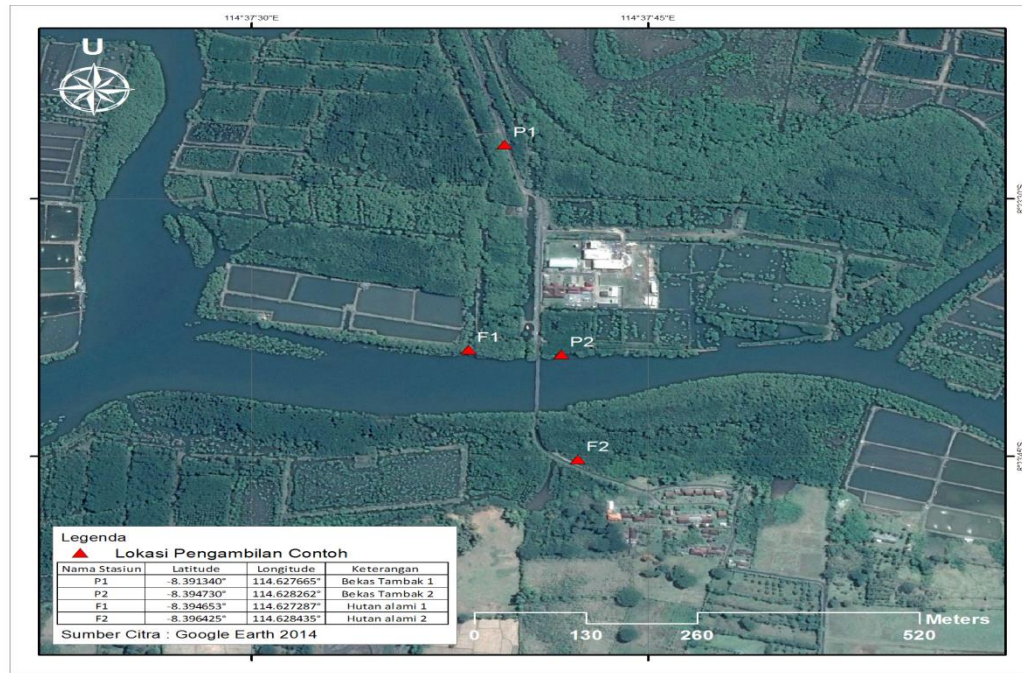 114°37'30"E
114°37'45"E
U
P1
F1
P2
F2
Legenda
Lokasi Pengambilan Contoh
Nama Stasiun Latitude Longitude Keterangan
P1 -8.391340° 114.627665° Bekas Tambak 1
P2 -8.394730° 114.628262° Bekas Tambak 2
F1 -8.394653° 114.627287° Hutan alami 1
F2 -8.396425° 114.628435° Hutan alami 2
Sumber Citra : Google Earth 2014
Meters
0 130 260 520